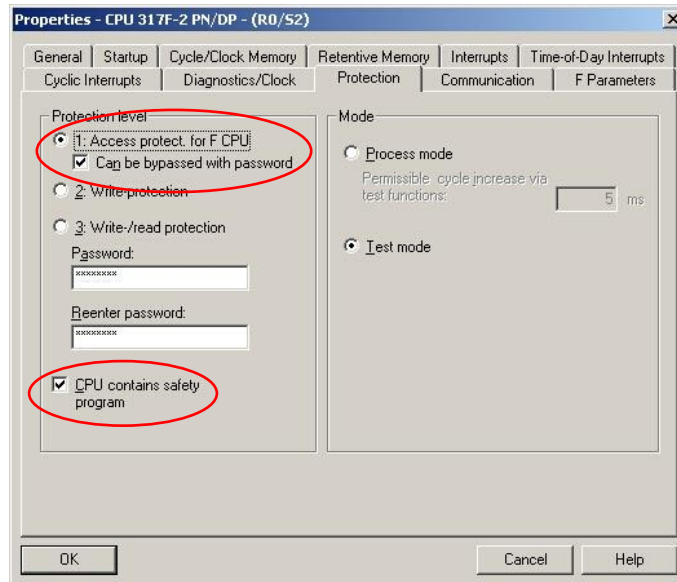 Properties - CPU 317F-2 PN/DP - (R0/S2)
General Startup Cycle/Clock Memory Retentive Memory Interrupts Time-of-Day Interrupts
Cyclic Interrupts Diagnostics/Clock Protection Communication F Parameters
Protection level
1: Access protect. for F CPU
Can be bypassed with password
2: Write-protection
3: Write-/read protection
Password:
xxxxxxxx
Reenter password:
xxxxxxxx
CPU contains safety
program
Mode
Process mode
Permissible cycle increase via
test functions:
5 ms
Test mode
OK Cancel Help